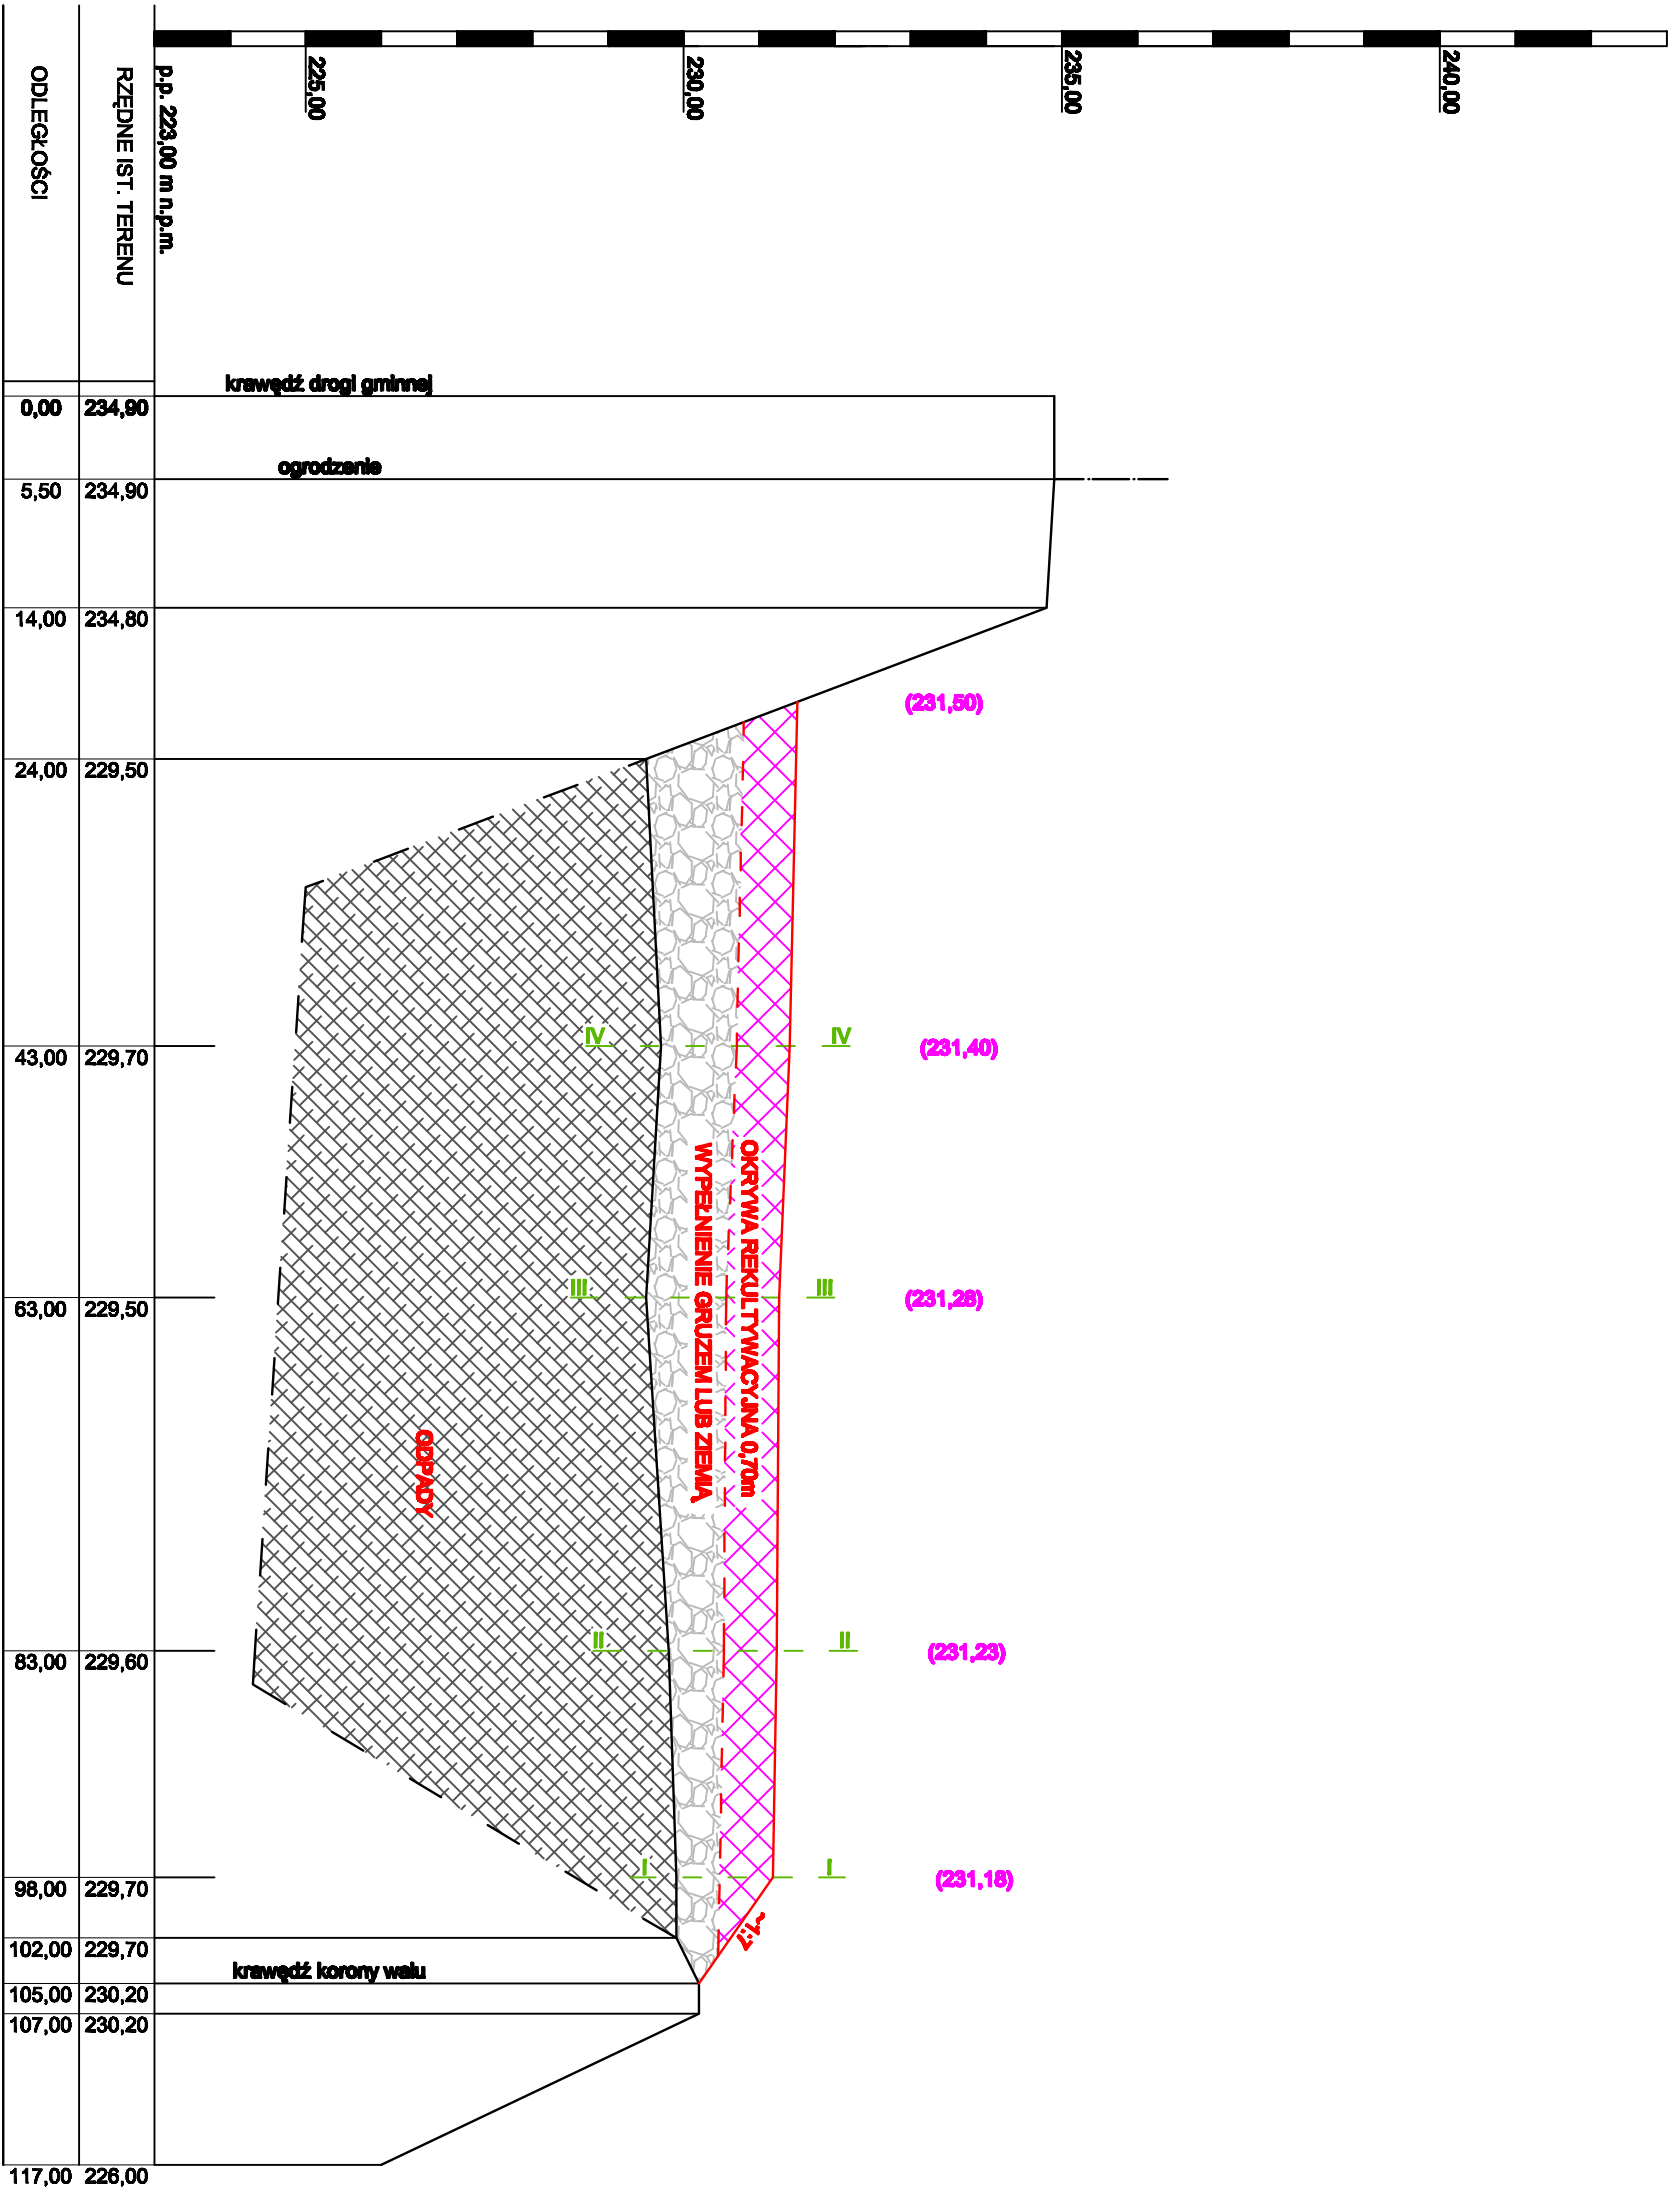 225,00
230,00
235,00
240,00
p.p. 223,00 m n.p.m.
RZĘDNE IST. TERENU
ODLEGŁOŚCI
krawędź drogi gminnej
0,00 234,90
ogrodzenie
5,50 234,90
14,00 234,80
(231,50)
24,00 229,50
IV IV
43,00 229,70
(231,40)
OKRYWA REKULTYWACYJNA 0,70m
WYPEŁNIENIE GRUZEM LUB ZIEMIĄ
III III
63,00 229,50
(231,26)
ODPADY
II II
83,00 229,60
(231,23)
I I
98,00 229,70
(231,18)
~1:7
102,00 229,70
krawędź korony wału
105,00 230,20
107,00 230,20
117,00 226,00